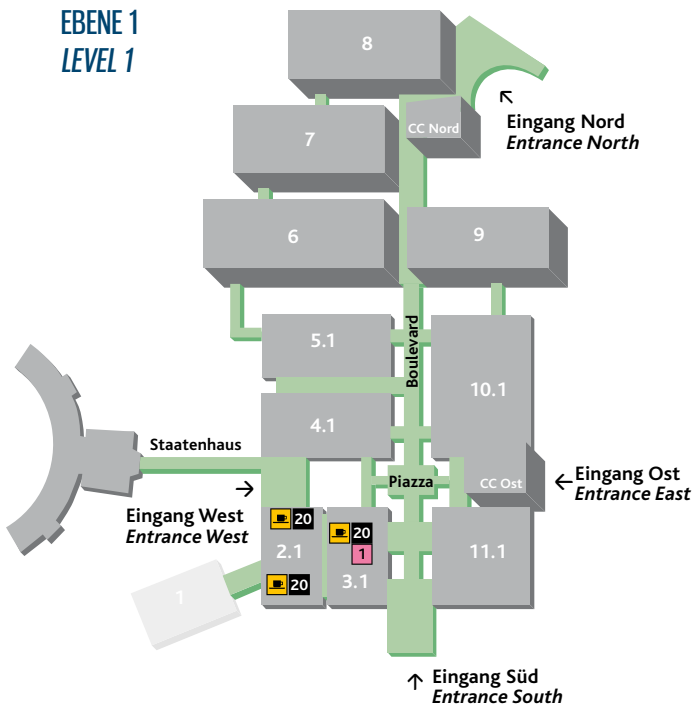 EBENE 1
LEVEL 1
8
CC Nord
Eingang Nord
Entrance North
7
6
9
5.1
Boulevard
10.1
4.1
Staatenhaus
Piazza
CC Ost
Eingang Ost
Entrance East
Eingang West
Entrance West
20
2.1
20
20
1
3.1
11.1
1
Eingang Süd
Entrance South